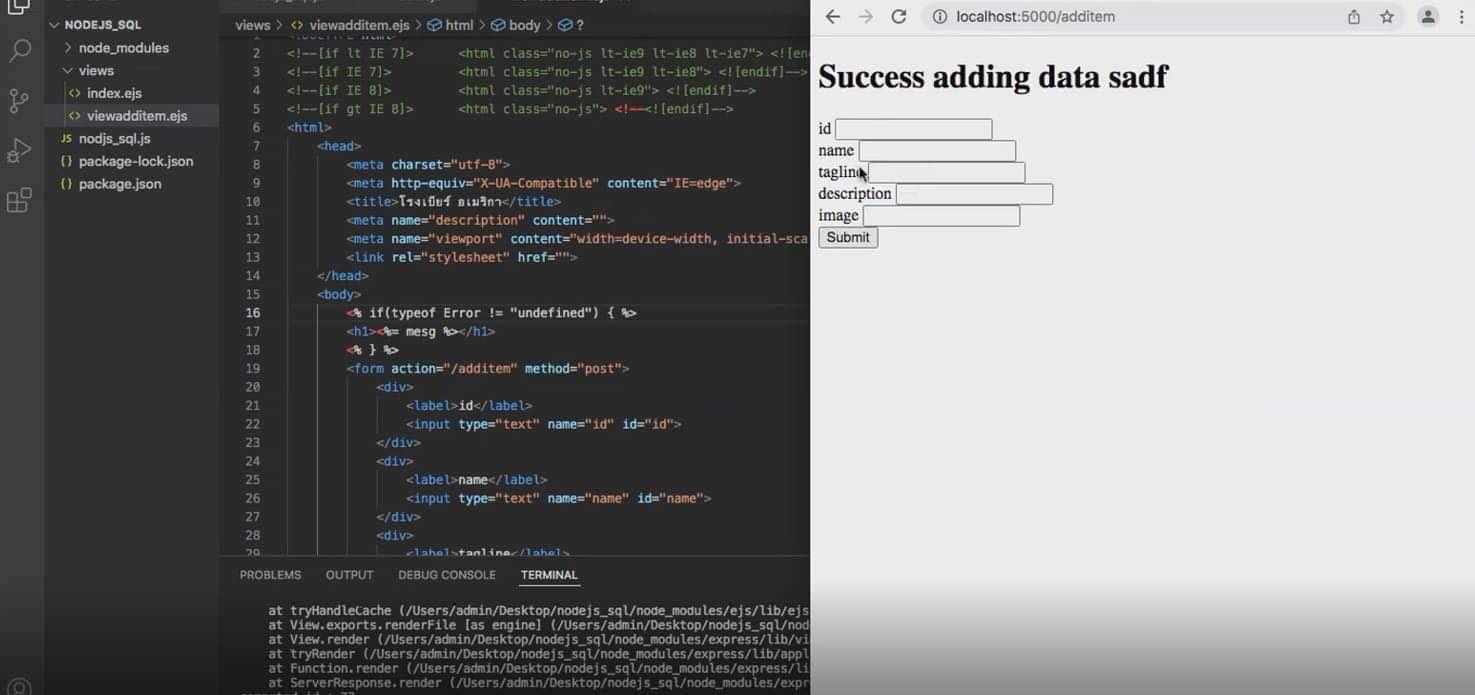 NODEJS_SQL
node_modules
views
index.ejs
viewadditem.ejs
nodjs_sql.js
package-lock.json
package.json
views > viewadditem.ejs > html > body > ?
2 <!--[if lt IE 7]> <html class="no-js lt-ie9 lt-ie8 lt-ie7"> <![en
3 <!--[if IE 7]> <html class="no-js lt-ie9 lt-ie8"> <![endif]-->
4 <!--[if IE 8]> <html class="no-js lt-ie9"> <![endif]-->
5 <!--[if gt IE 8]> <html class="no-js"> <!--<![endif]-->
6 <html>
7 <head>
8 <meta charset="utf-8">
9 <meta http-equiv="X-UA-Compatible" content="IE=edge">
10 <title>โรงเบียร์ อเมริกา</title>
11 <meta name="description" content="">
12 <meta name="viewport" content="width=device-width, initial-sca
13 <link rel="stylesheet" href="">
14 </head>
15 <body>
16 <% if(typeof Error != "undefined") { %>
17 <h1><%= mesg %></h1>
18 <% } %>
19 <form action="/additem" method="post">
20 <div>
21 <label>id</label>
22 <input type="text" name="id" id="id">
23 </div>
24 <div>
25 <label>name</label>
26 <input type="text" name="name" id="name">
27 </div>
28 <div>
29 <label>tagline</label>
PROBLEMS OUTPUT DEBUG CONSOLE TERMINAL
at tryHandleCache (/Users/admin/Desktop/nodejs_sql/node_modules/ejs/lib/ejs
at View.exports.renderFile [as engine] (/Users/admin/Desktop/nodejs_sql/nod
at View.render (/Users/admin/Desktop/nodejs_sql/node_modules/express/lib/vi
at tryRender (/Users/admin/Desktop/nodejs_sql/node_modules/express/lib/appl
at Function.render (/Users/admin/Desktop/nodejs_sql/node_modules/express/li
at ServerResponse.render (/Users/admin/Desktop/nodejs_sql/node_modules/expr
localhost:5000/additem
Success adding data sadf
id
name
tagline
description
image
Submit